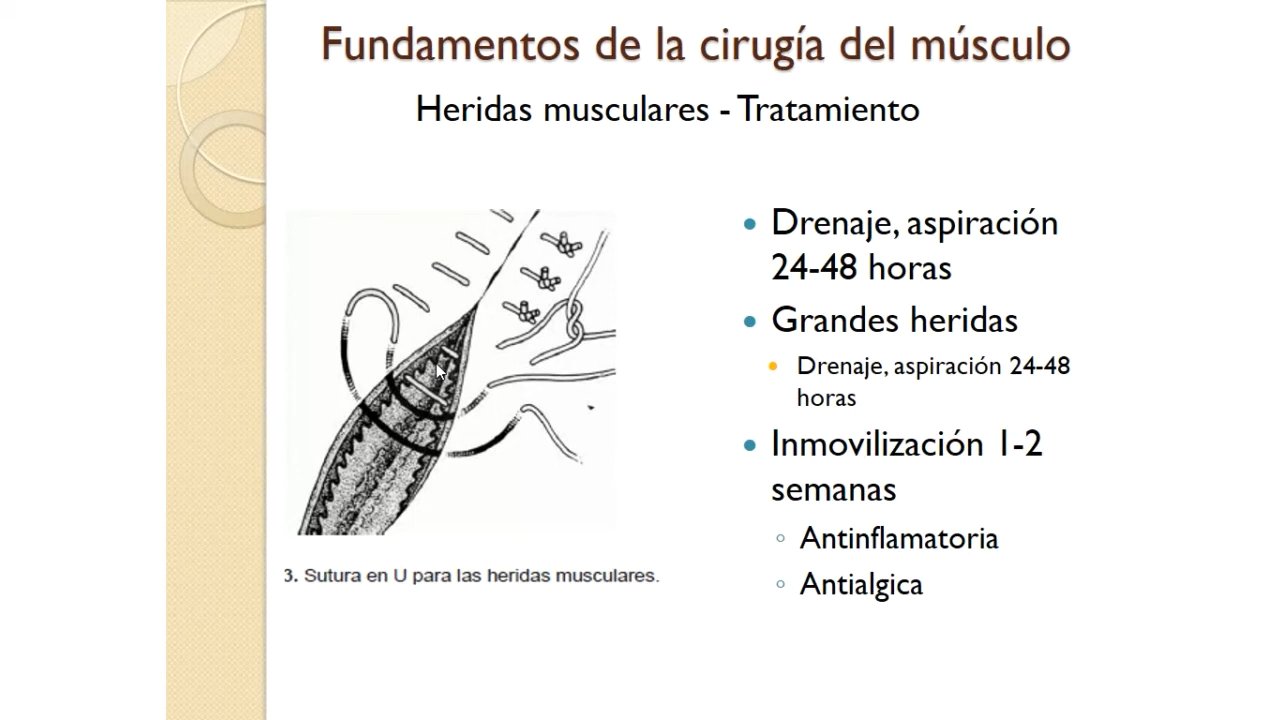 Fundamentos de la cirugía del músculo
Heridas musculares - Tratamiento
• Drenaje, aspiración
24-48 horas
• Grandes heridas
• Drenaje, aspiración 24-48
horas
• Inmovilización 1-2
semanas
◦ Antinflamatoria
◦ Antialgica
3. Sutura en U para las heridas musculares.